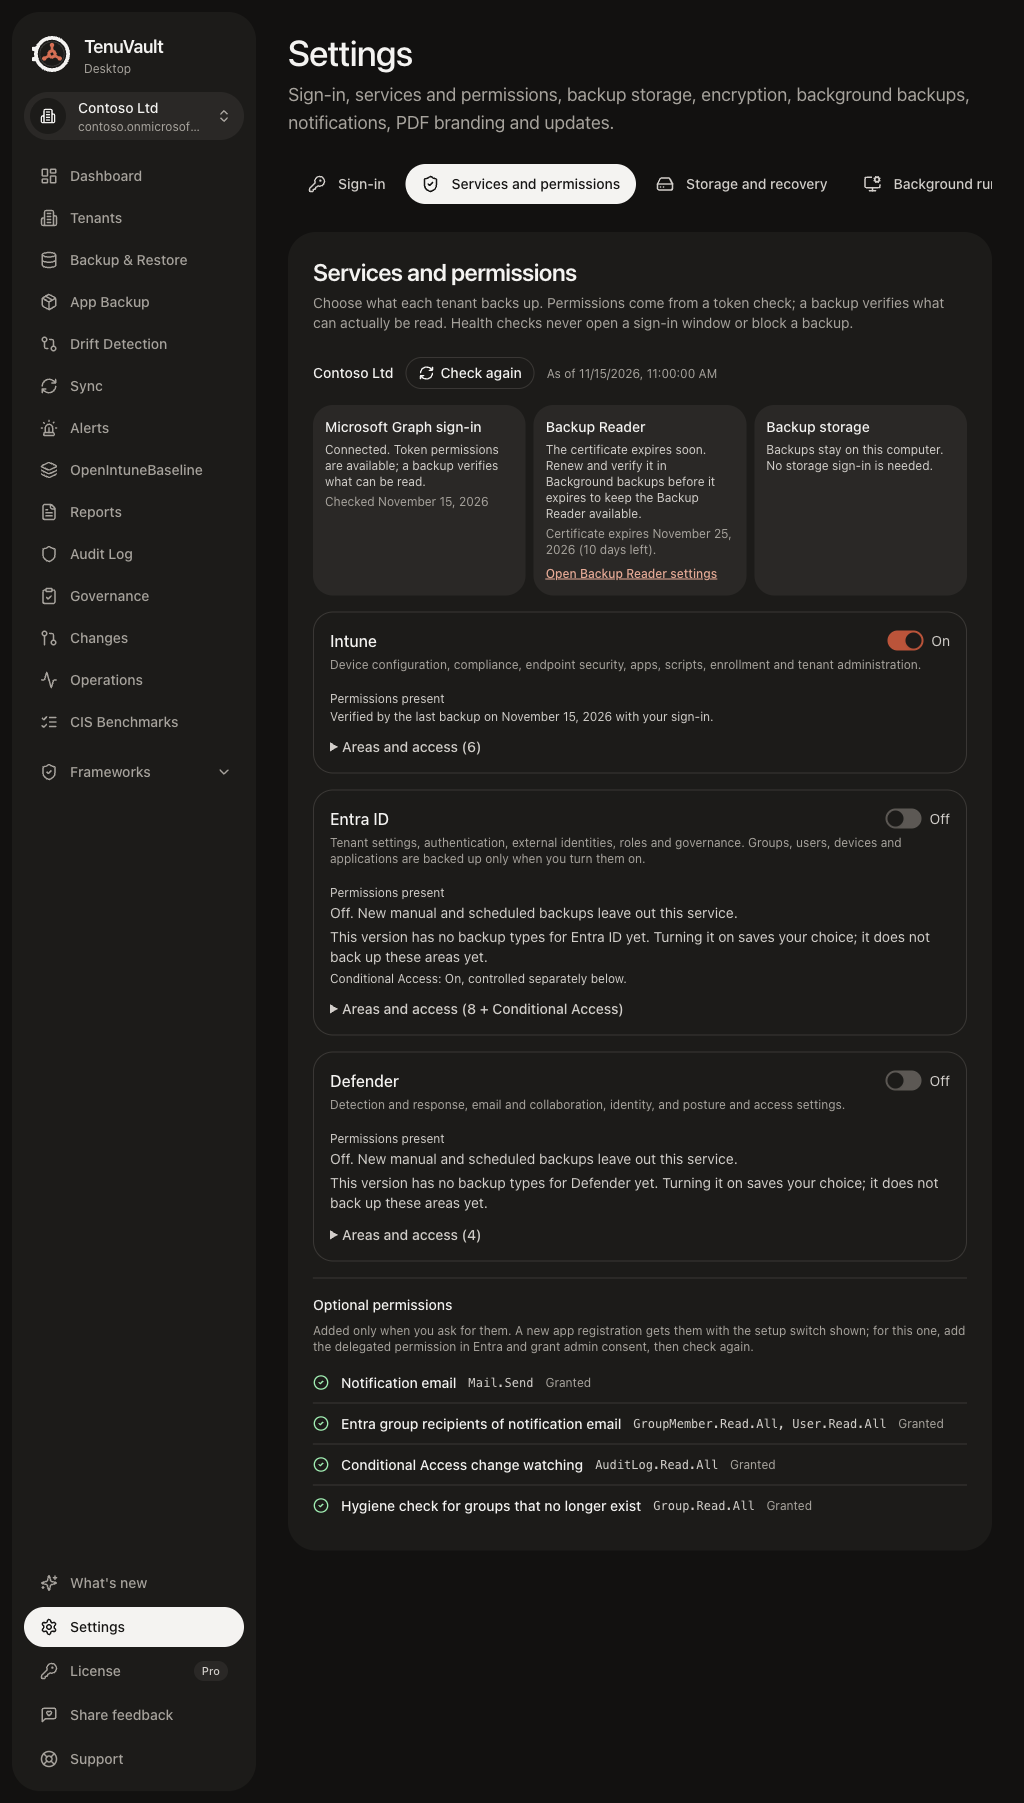 TenuVault
Desktop
Contoso Ltd
contoso.onmicrosof...
Dashboard
Tenants
Backup & Restore
App Backup
Drift Detection
Sync
Alerts
OpenIntuneBaseline
Reports
Audit Log
Governance
Changes
Operations
CIS Benchmarks
Frameworks
What's new
Settings
License
Pro
Share feedback
Support
Settings
Sign-in, services and permissions, backup storage, encryption, background backups,
notifications, PDF branding and updates.
Sign-in
Services and permissions
Storage and recovery
Background
Services and permissions
Choose what each tenant backs up. Permissions come from a token check; a backup verifies what
can actually be read. Health checks never open a sign-in window or block a backup.
Contoso Ltd
Check again
As of 11/15/2026, 11:00:00 AM
Microsoft Graph sign-in
Connected. Token permissions
are available; a backup verifies
what can be read.
Checked November 15, 2026
Backup Reader
The certificate expires soon.
Renew and verify it in
Background backups before it
expires to keep the Backup
Reader available.
Certificate expires November 25,
2026 (10 days left).
Open Backup Reader settings
Backup storage
Backups stay on this computer.
No storage sign-in is needed.
Intune
On
Device configuration, compliance, endpoint security, apps, scripts, enrollment and tenant administration.
Permissions present
Verified by the last backup on November 15, 2026 with your sign-in.
Areas and access (6)
Entra ID
Off
Tenant settings, authentication, external identities, roles and governance. Groups, users, devices and
applications are backed up only when you turn them on.
Permissions present
Off. New manual and scheduled backups leave out this service.
This version has no backup types for Entra ID yet. Turning it on saves your choice; it does not
back up these areas yet.
Conditional Access: On, controlled separately below.
Areas and access (8 + Conditional Access)
Defender
Off
Detection and response, email and collaboration, identity, and posture and access settings.
Permissions present
Off. New manual and scheduled backups leave out this service.
This version has no backup types for Defender yet. Turning it on saves your choice; it does not
back up these areas yet.
Areas and access (4)
Optional permissions
Added only when you ask for them. A new app registration gets them with the setup switch shown; for this one, add
the delegated permission in Entra and grant admin consent, then check again.
Notification email Mail.Send Granted
Entra group recipients of notification email GroupMember.Read.All, User.Read.All Granted
Conditional Access change watching AuditLog.Read.All Granted
Hygiene check for groups that no longer exist Group.Read.All Granted